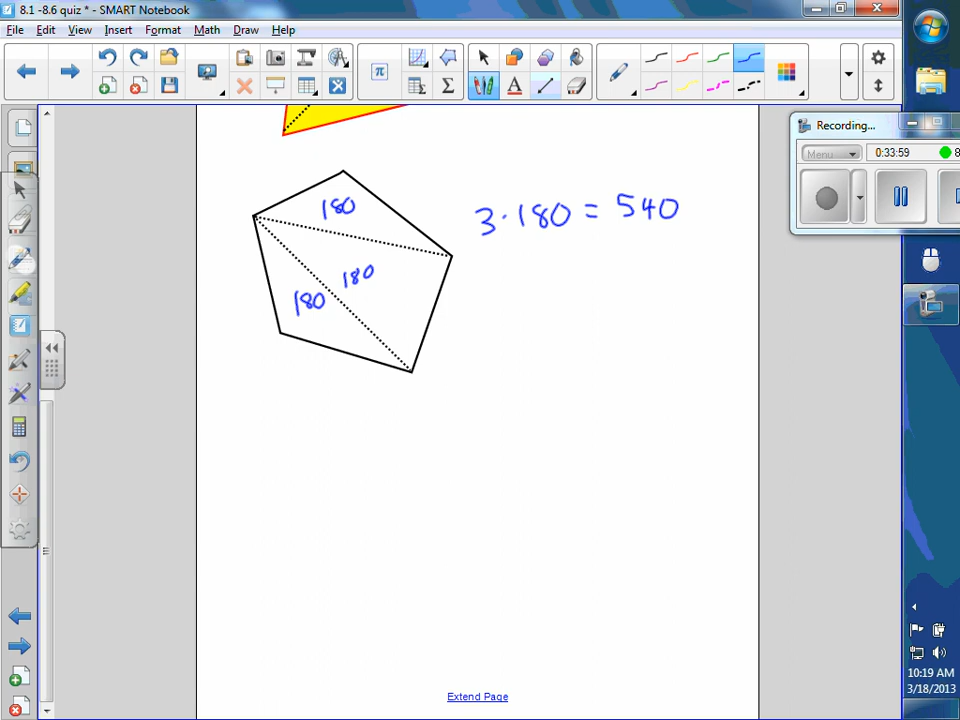 8.1 -8.6 quiz * - SMART Notebook
File Edit View Insert Format Math Draw Help
π Σ A
Recording...
Menu 0:33:59 8
180
3·180 = 540
180
180
Extend Page
10:19 AM
3/18/2013